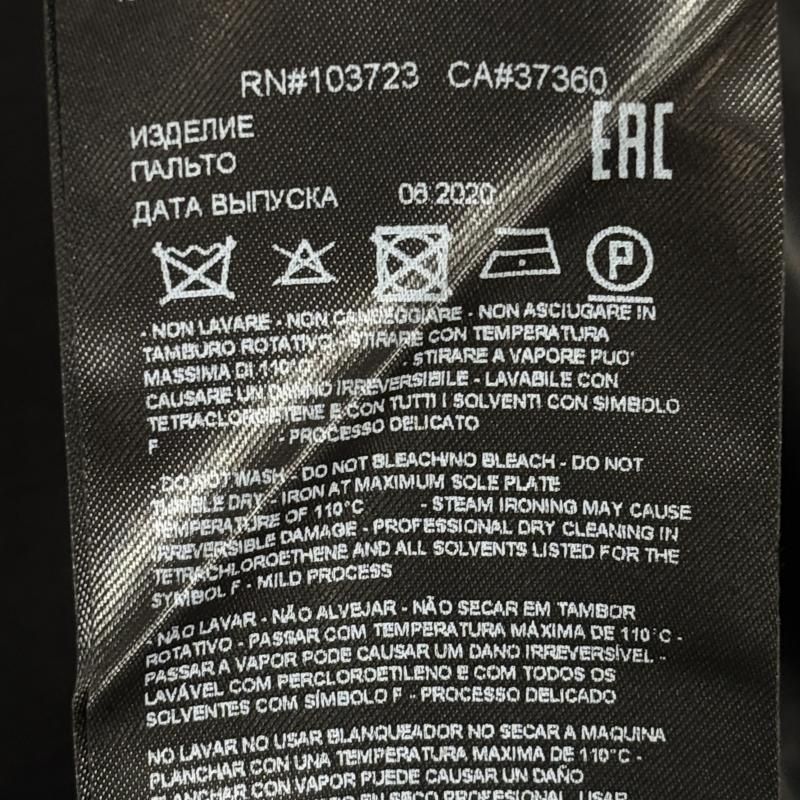 RN#103723 CA#37360
EAC
ИЗДЕЛИЕ
ПАЛЬТО
ДАТА ВЫПУСКА 06.2020
P
- NON LAVARE - NON CANDEGGIARE - NON ASCIUGARE IN
TAMBURO ROTATIVO - STIRARE CON TEMPERATURA
MASSIMA DI 110°C - STIRARE A VAPORE PUO'
CAUSARE UN DANNO IRREVERSIBILE - LAVABILE CON
TETRACLOROETENE E CON TUTTI I SOLVENTI CON SIMBOLO
F - PROCESSO DELICATO
- DO NOT WASH - DO NOT BLEACH/NO BLEACH - DO NOT
TUMBLE DRY - IRON AT MAXIMUM SOLE PLATE
TEMPERATURE OF 110°C - STEAM IRONING MAY CAUSE
IRREVERSIBLE DAMAGE - PROFESSIONAL DRY CLEANING IN
TETRACHLOROETHENE AND ALL SOLVENTS LISTED FOR THE
SYMBOL F - MILD PROCESS
- NÃO LAVAR - NÃO ALVEJAR - NÃO SECAR EM TAMBOR
ROTATIVO - PASSAR COM TEMPERATURA MÁXIMA DE 110°C -
PASSAR A VAPOR PODE CAUSAR UM DANO IRREVERSÍVEL -
LAVÁVEL COM PERCLOROETILENO E COM TODOS OS
SOLVENTES COM SÍMBOLO F - PROCESSO DELICADO
NO LAVAR NO USAR BLANQUEADOR NO SECAR A MAQUINA
PLANCHAR CON UNA TEMPERATURA MAXIMA DE 110°C -
PLANCHAR CON VAPOR PUEDE CAUSAR UN DAÑO
SECO PROFESIONAL USAR